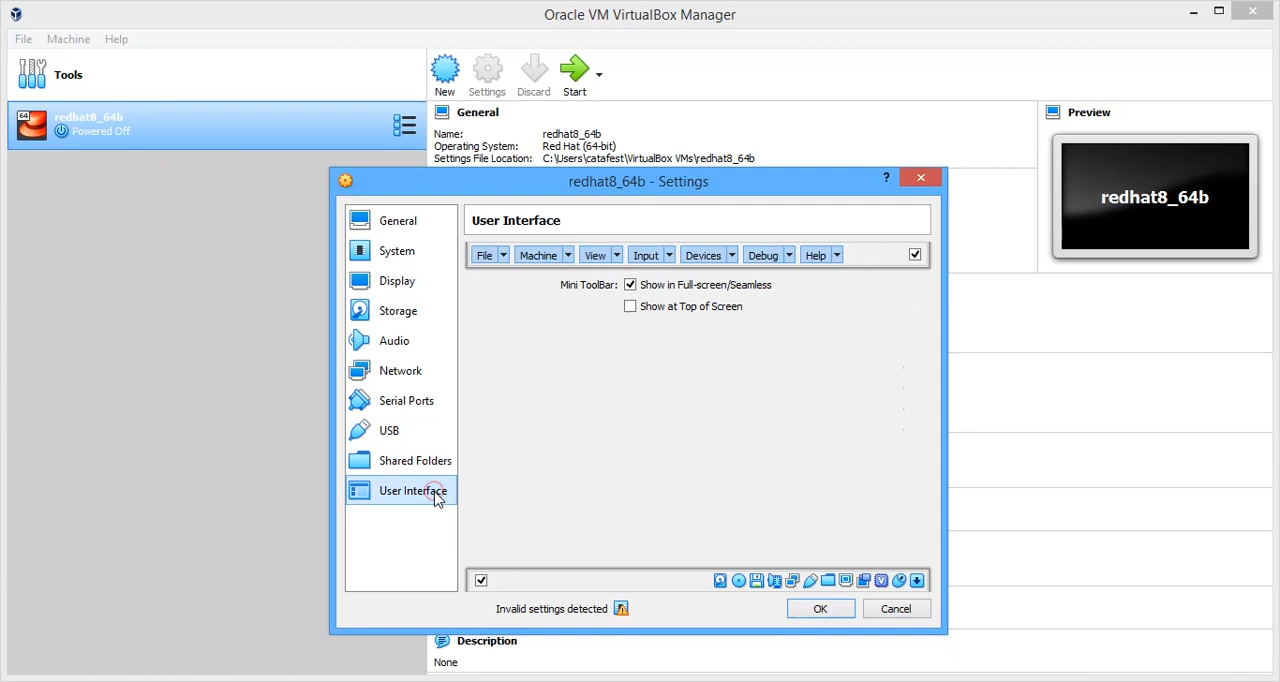 Oracle VM VirtualBox Manager
File Machine Help
Tools
New Settings Discard Start
64 redhat8_64b
Powered Off
General
Name: redhat8_64b
Operating System: Red Hat (64-bit)
Settings File Location: C:\Users\catafest\VirtualBox VMs\redhat8_64b
Preview
redhat8_64b
redhat8_64b - Settings
?
General
System
Display
Storage
Audio
Network
Serial Ports
USB
Shared Folders
User Interface
User Interface
File Machine View Input Devices Debug Help
Mini ToolBar: Show in Full-screen/Seamless
Show at Top of Screen
Invalid settings detected
OK Cancel
Description
None